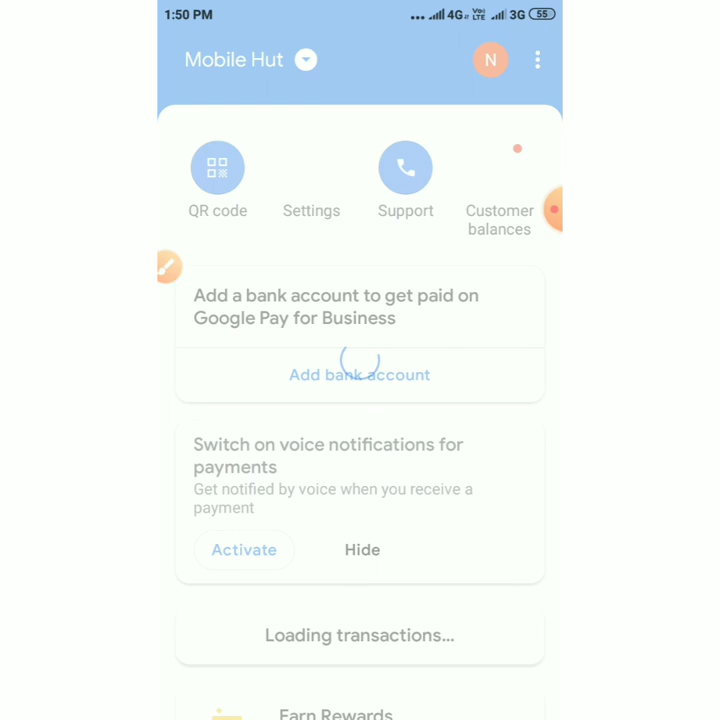 1:50 PM 4G VoLTE 3G 55
Mobile Hut N
QR code Settings Support Customer
balances
Add a bank account to get paid on
Google Pay for Business
Add bank account
Switch on voice notifications for
payments
Get notified by voice when you receive a
payment
Activate Hide
Loading transactions...
Earn Rewards